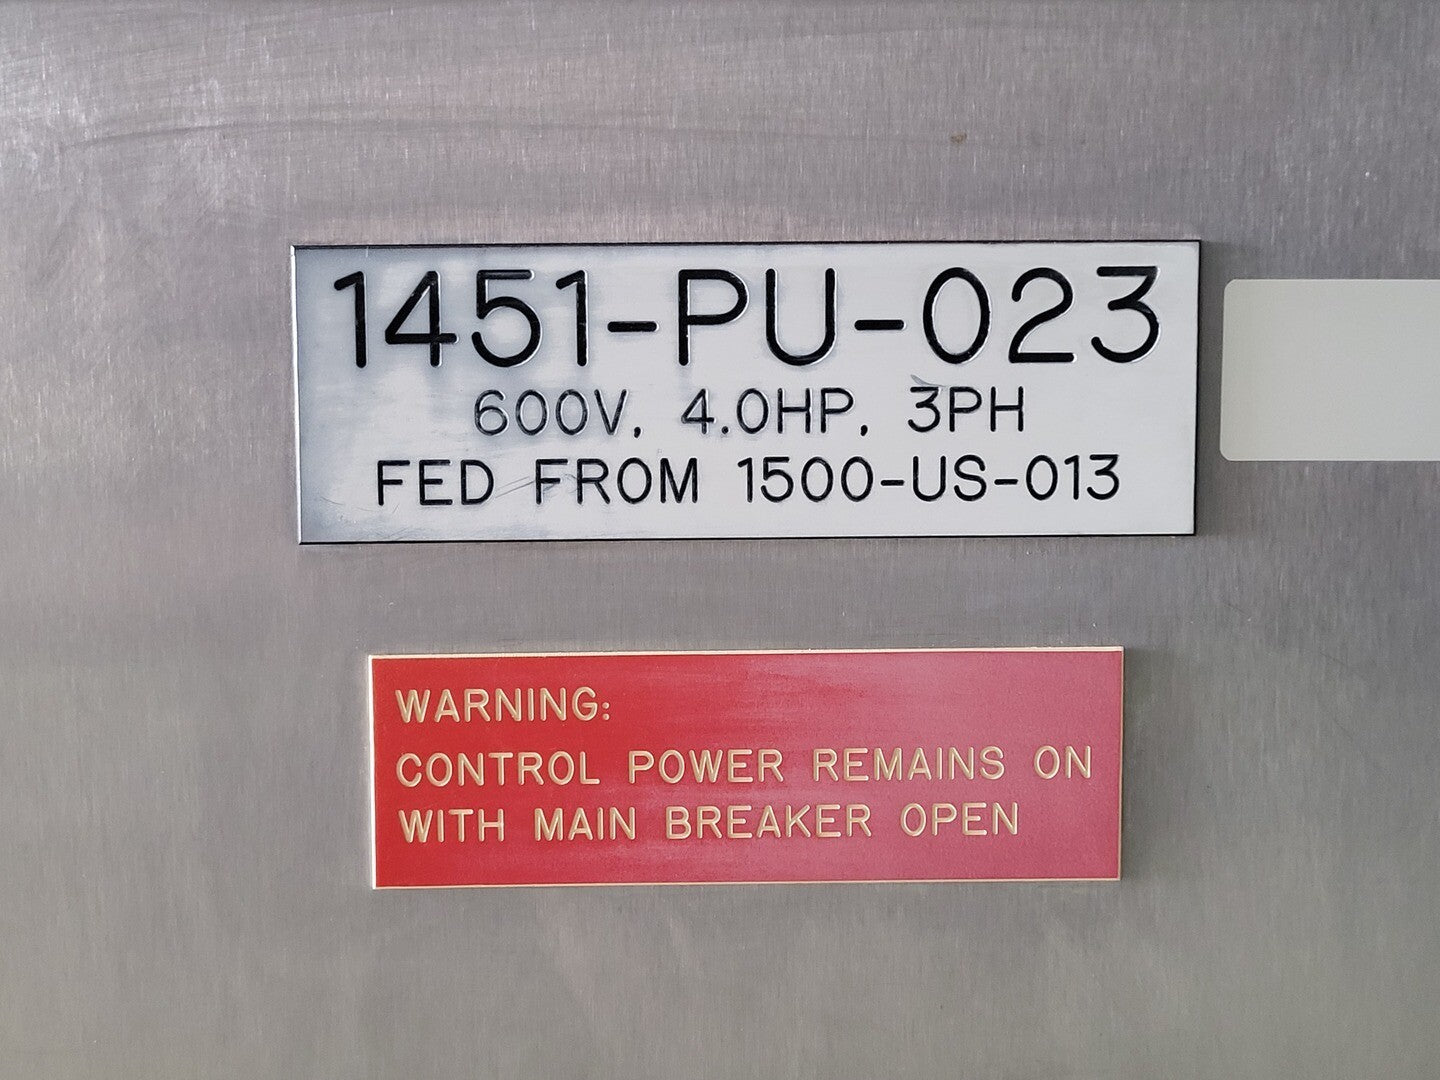 1451-PU-023
600V, 4.0HP, 3PH
FED FROM 1500-US-013
WARNING:
CONTROL POWER REMAINS ON
WITH MAIN BREAKER OPEN